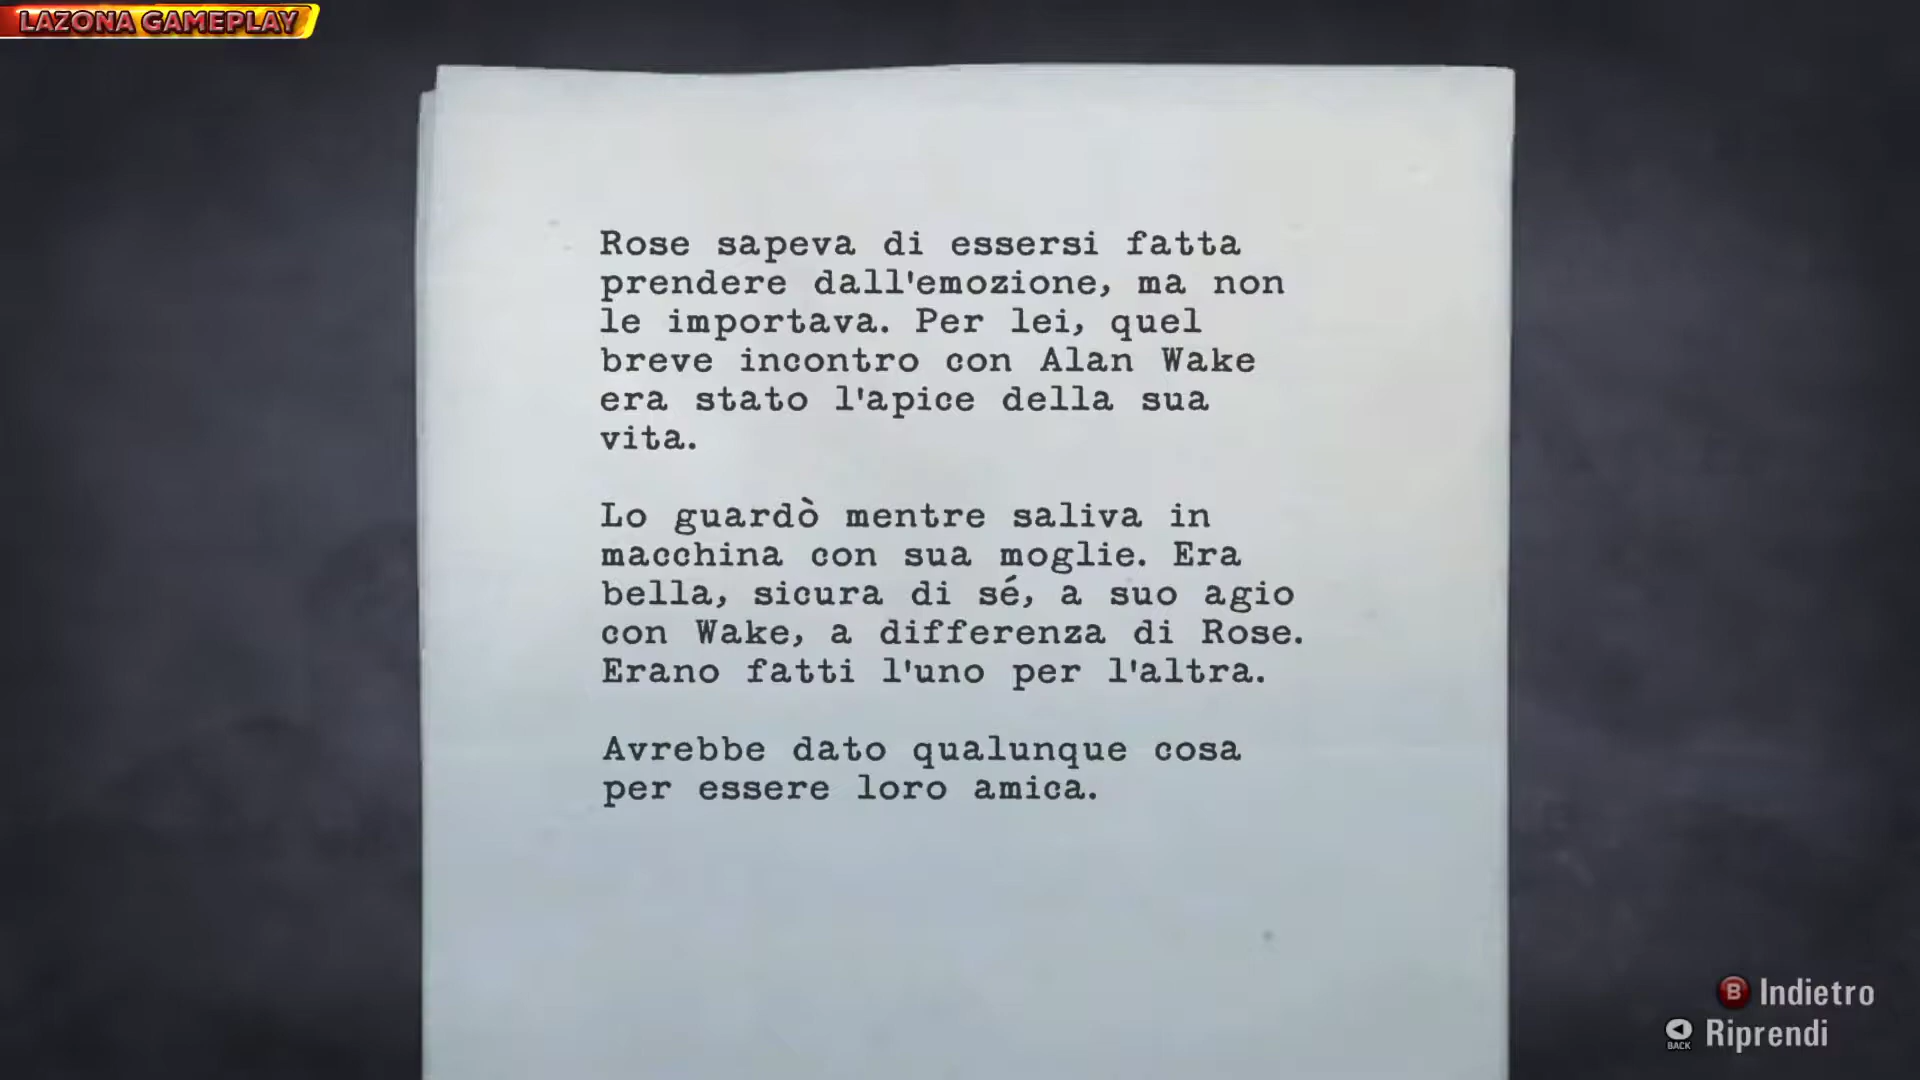 LAZONA GAMEPLAY
Rose sapeva di essersi fatta
prendere dall'emozione, ma non
le importava. Per lei, quel
breve incontro con Alan Wake
era stato l'apice della sua
vita.
Lo guardò mentre saliva in
macchina con sua moglie. Era
bella, sicura di sé, a suo agio
con Wake, a differenza di Rose.
Erano fatti l'uno per l'altra.
Avrebbe dato qualunque cosa
per essere loro amica.
B Indietro
BACK Riprendi